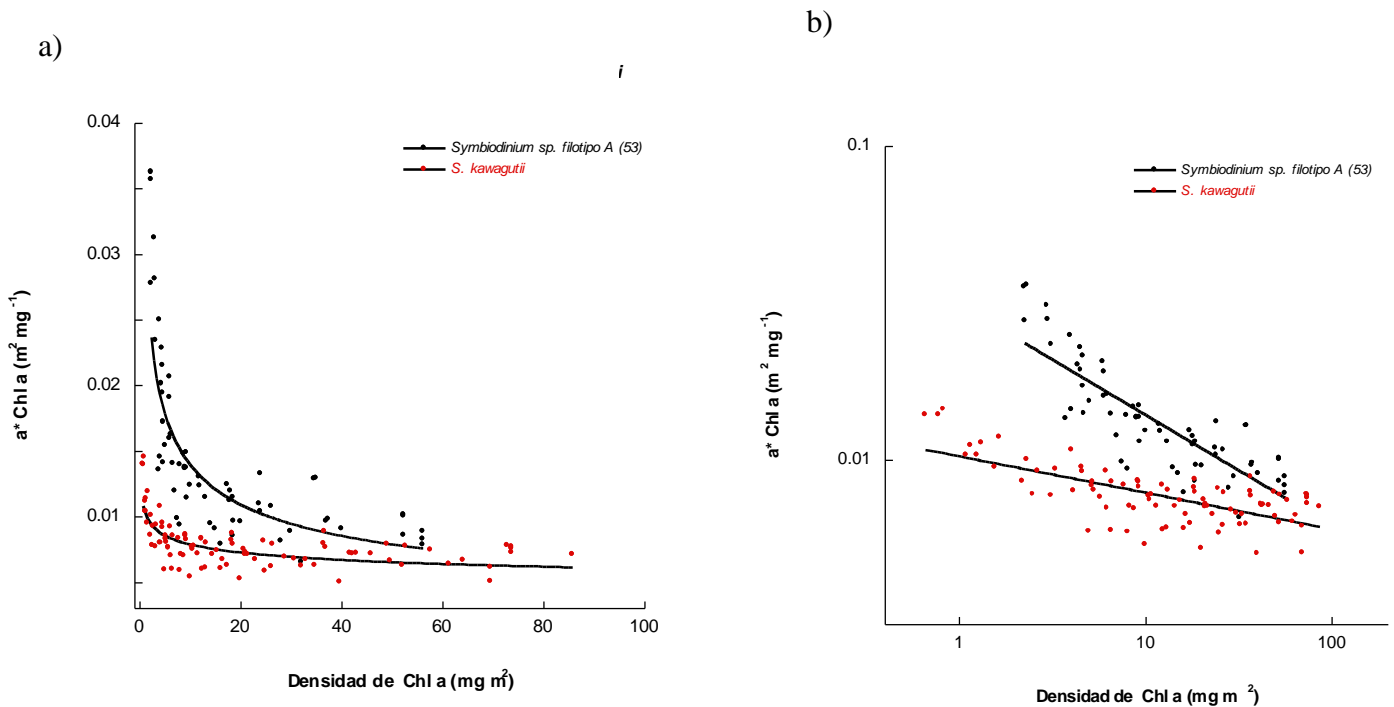 a)
i
0.04
0.03
0.02
0.01
0
20
40
60
80
100
a* Chl a (m² mg⁻¹)
Densidad de Chl a (mg m²)
Symbiodinium sp. filotipo A (53)
S. kawagutii
b)
0.1
0.01
1
10
100
a* Chl a (m² mg⁻¹)
Densidad de Chl a (mg m ²)
Symbiodinium sp. filotipo A (53)
S. kawagutii